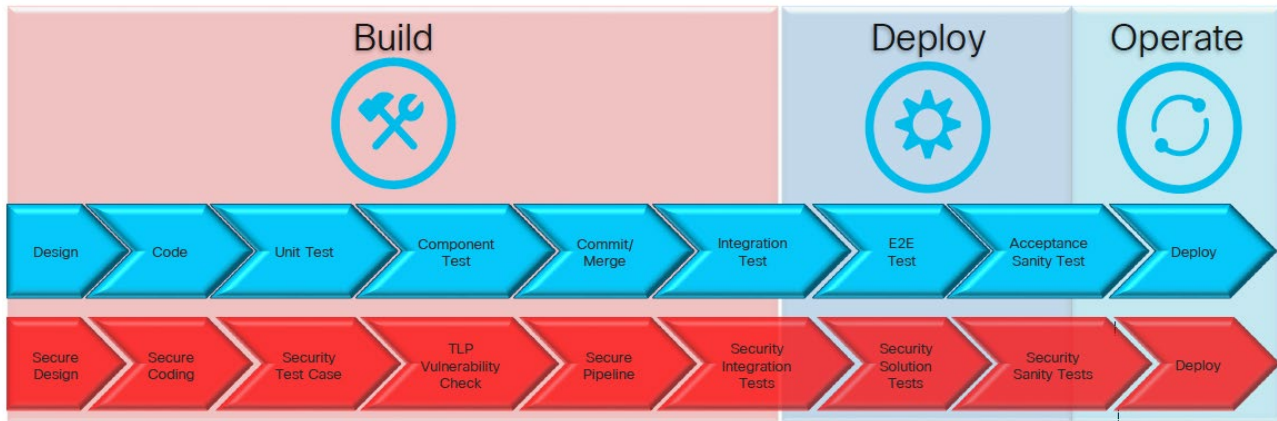 Build
Deploy
Operate
Design
Code
Unit Test
Component
Test
Commit/
Merge
Integration
Test
E2E
Test
Acceptance
Sanity Test
Deploy
Secure
Design
Secure
Coding
Security
Test Case
TLP
Vulnerability
Check
Secure
Pipeline
Security
Integration
Tests
Security
Solution
Tests
Security
Sanity Tests
Deploy